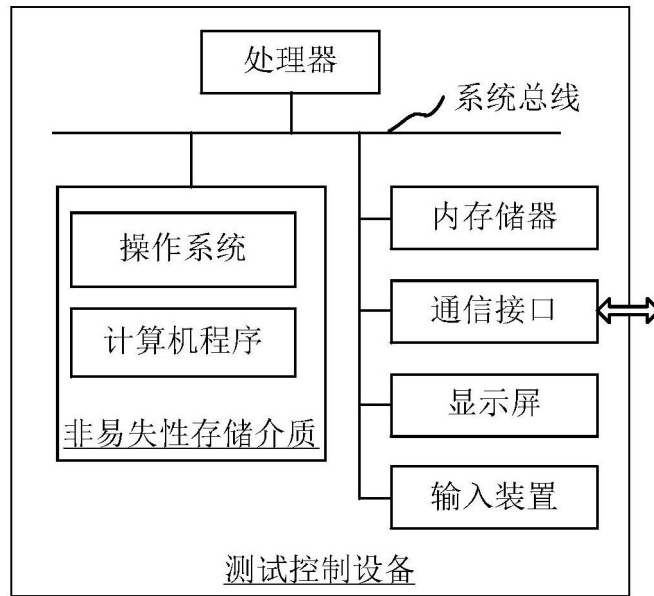 处理器
系统总线
操作系统
计算机程序
非易失性存储介质
内存储器
通信接口
显示屏
输入装置
测试控制设备